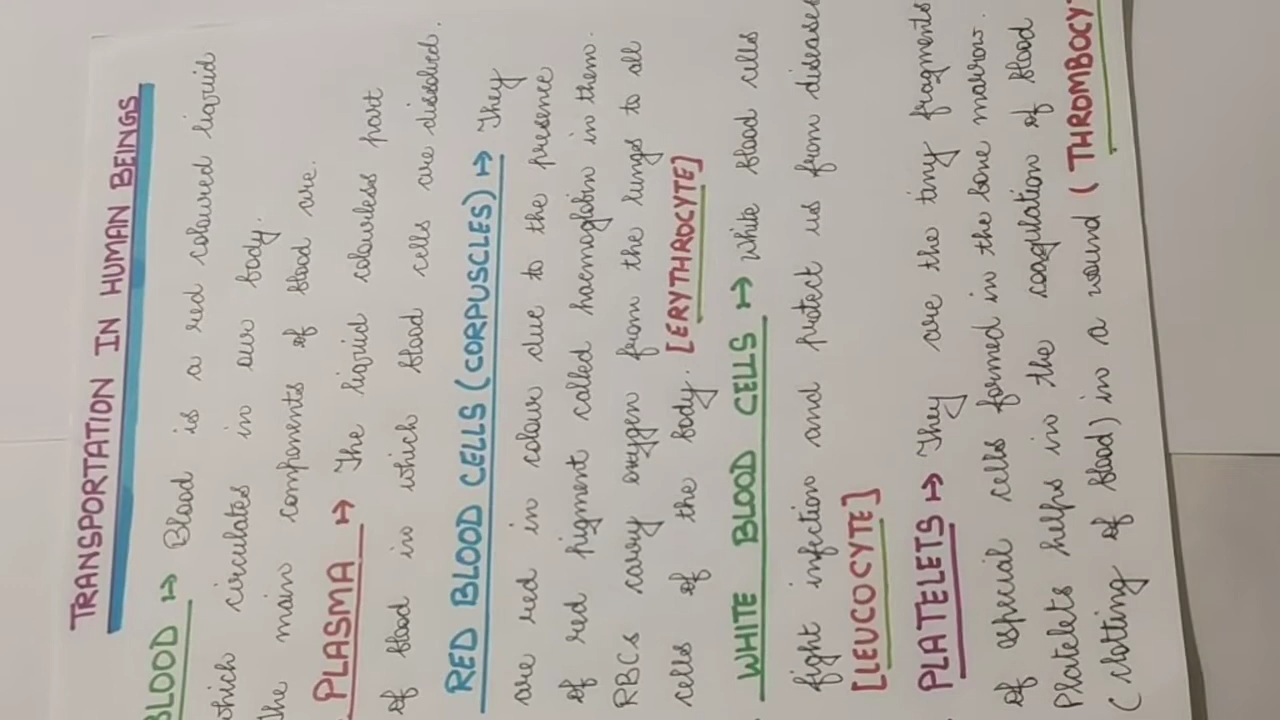 TRANSPORTATION IN HUMAN BEINGS
BLOOD ↦ Blood is a red coloured liquid
which circulates in our body.
The main components of blood are.
PLASMA ↦ The liquid colourless part
of blood in which blood cells are dissolved.
RED BLOOD CELLS (CORPUSCLES) ↦ They
are red in colour due to the presence
of red pigment called haemoglobin in them.
RBCs carry oxygen from the lungs to all
cells of the body. [ERYTHROCYTE]
WHITE BLOOD CELLS ↦ White blood cells
fight infection and protect us from diseases
[LEUCOCYTE]
PLATELETS ↦ They are the tiny fragments
of special cells formed in the bone marrow.
Platelets helps in the coagulation of blood
(clotting of blood) in a wound (THROMBOCY